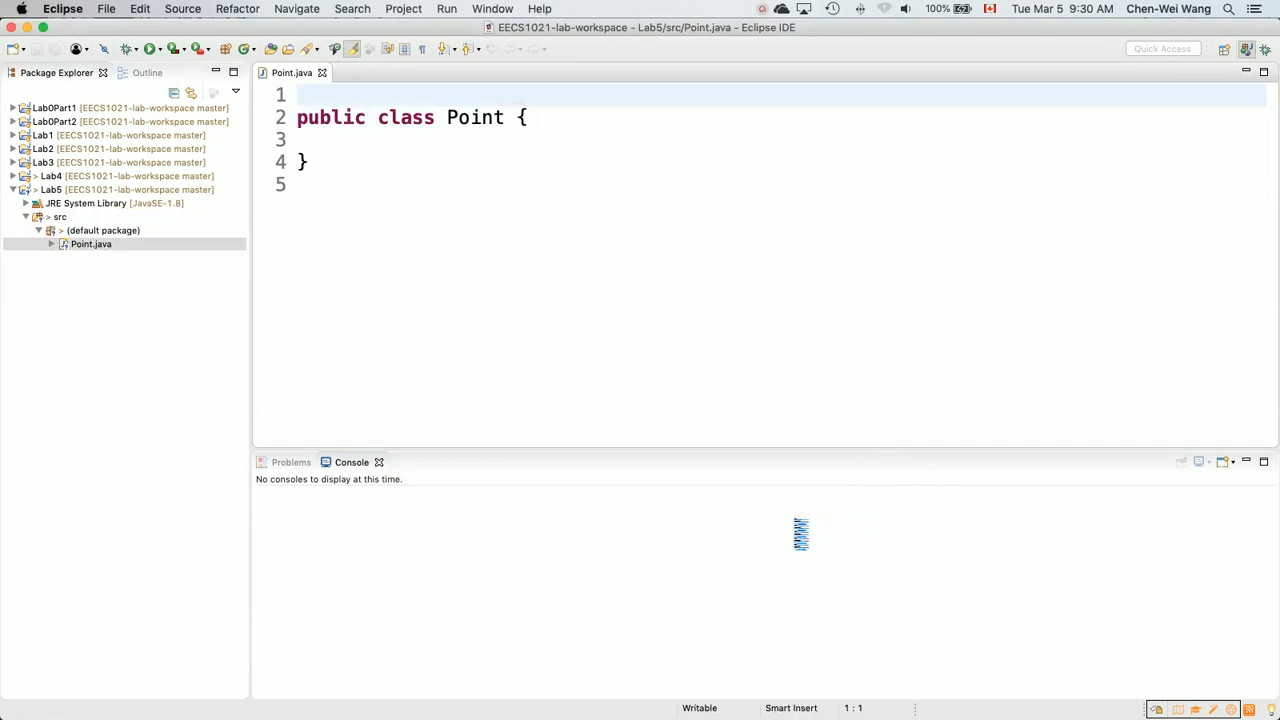 Eclipse File Edit Source Refactor Navigate Search Project Run Window Help 100% Tue Mar 5 9:30 AM Chen-Wei Wang
EECS1021-lab-workspace - Lab5/src/Point.java - Eclipse IDE
Quick Access
Package Explorer Outline
Point.java
Lab0Part1 [EECS1021-lab-workspace master]
Lab0Part2 [EECS1021-lab-workspace master]
Lab1 [EECS1021-lab-workspace master]
Lab2 [EECS1021-lab-workspace master]
Lab3 [EECS1021-lab-workspace master]
> Lab4 [EECS1021-lab-workspace master]
> Lab5 [EECS1021-lab-workspace master]
JRE System Library [JavaSE-1.8]
> src
> (default package)
Point.java
1
2 public class Point {
3
4 }
5
Problems Console
No consoles to display at this time.
Writable Smart Insert 1 : 1